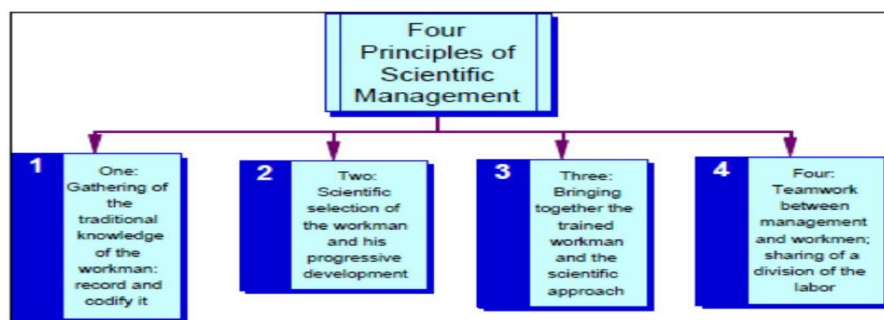 Four
Principles of
Scientific
Management
1
One:
Gathering of
the
traditional
knowledge
of the
workman:
record and
codify it
2
Two:
Scientific
selection of
the workman
and his
progressive
development
3
Three:
Bringing
together the
trained
workman
and the
scientific
approach
4
Four:
Teamwork
between
management
and workmen;
sharing of a
division of the
labor